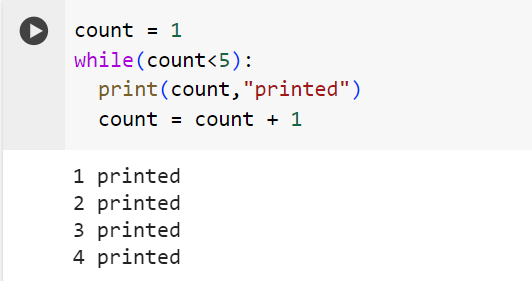 count = 1
while(count<5):
  print(count,"printed")
  count = count + 1
1 printed
2 printed
3 printed
4 printed